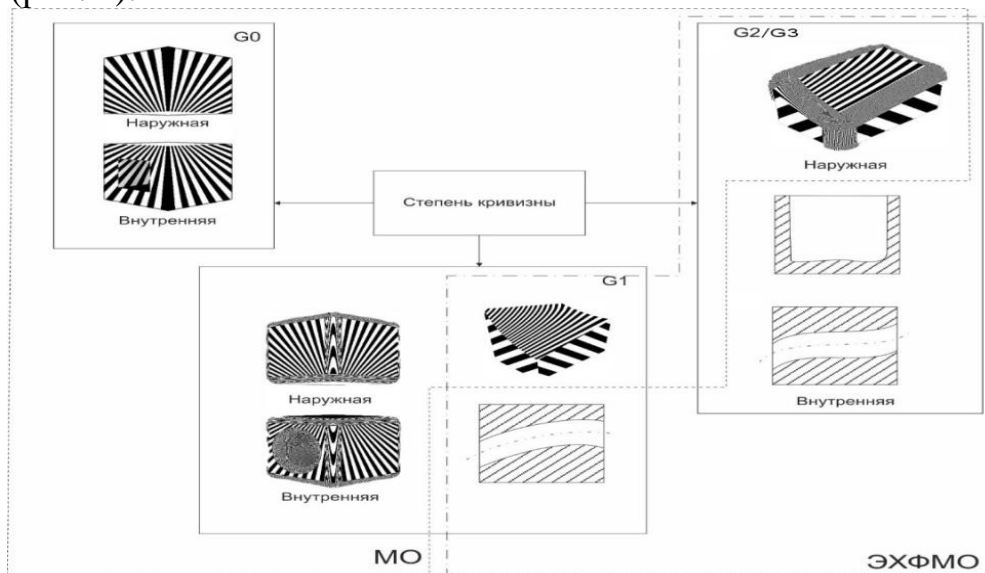 G0
Наружная
Внутренняя
G2/G3
Наружная
Внутренняя
Степень кривизны
G1
Наружная
Внутренняя
МО
ЭХФМО